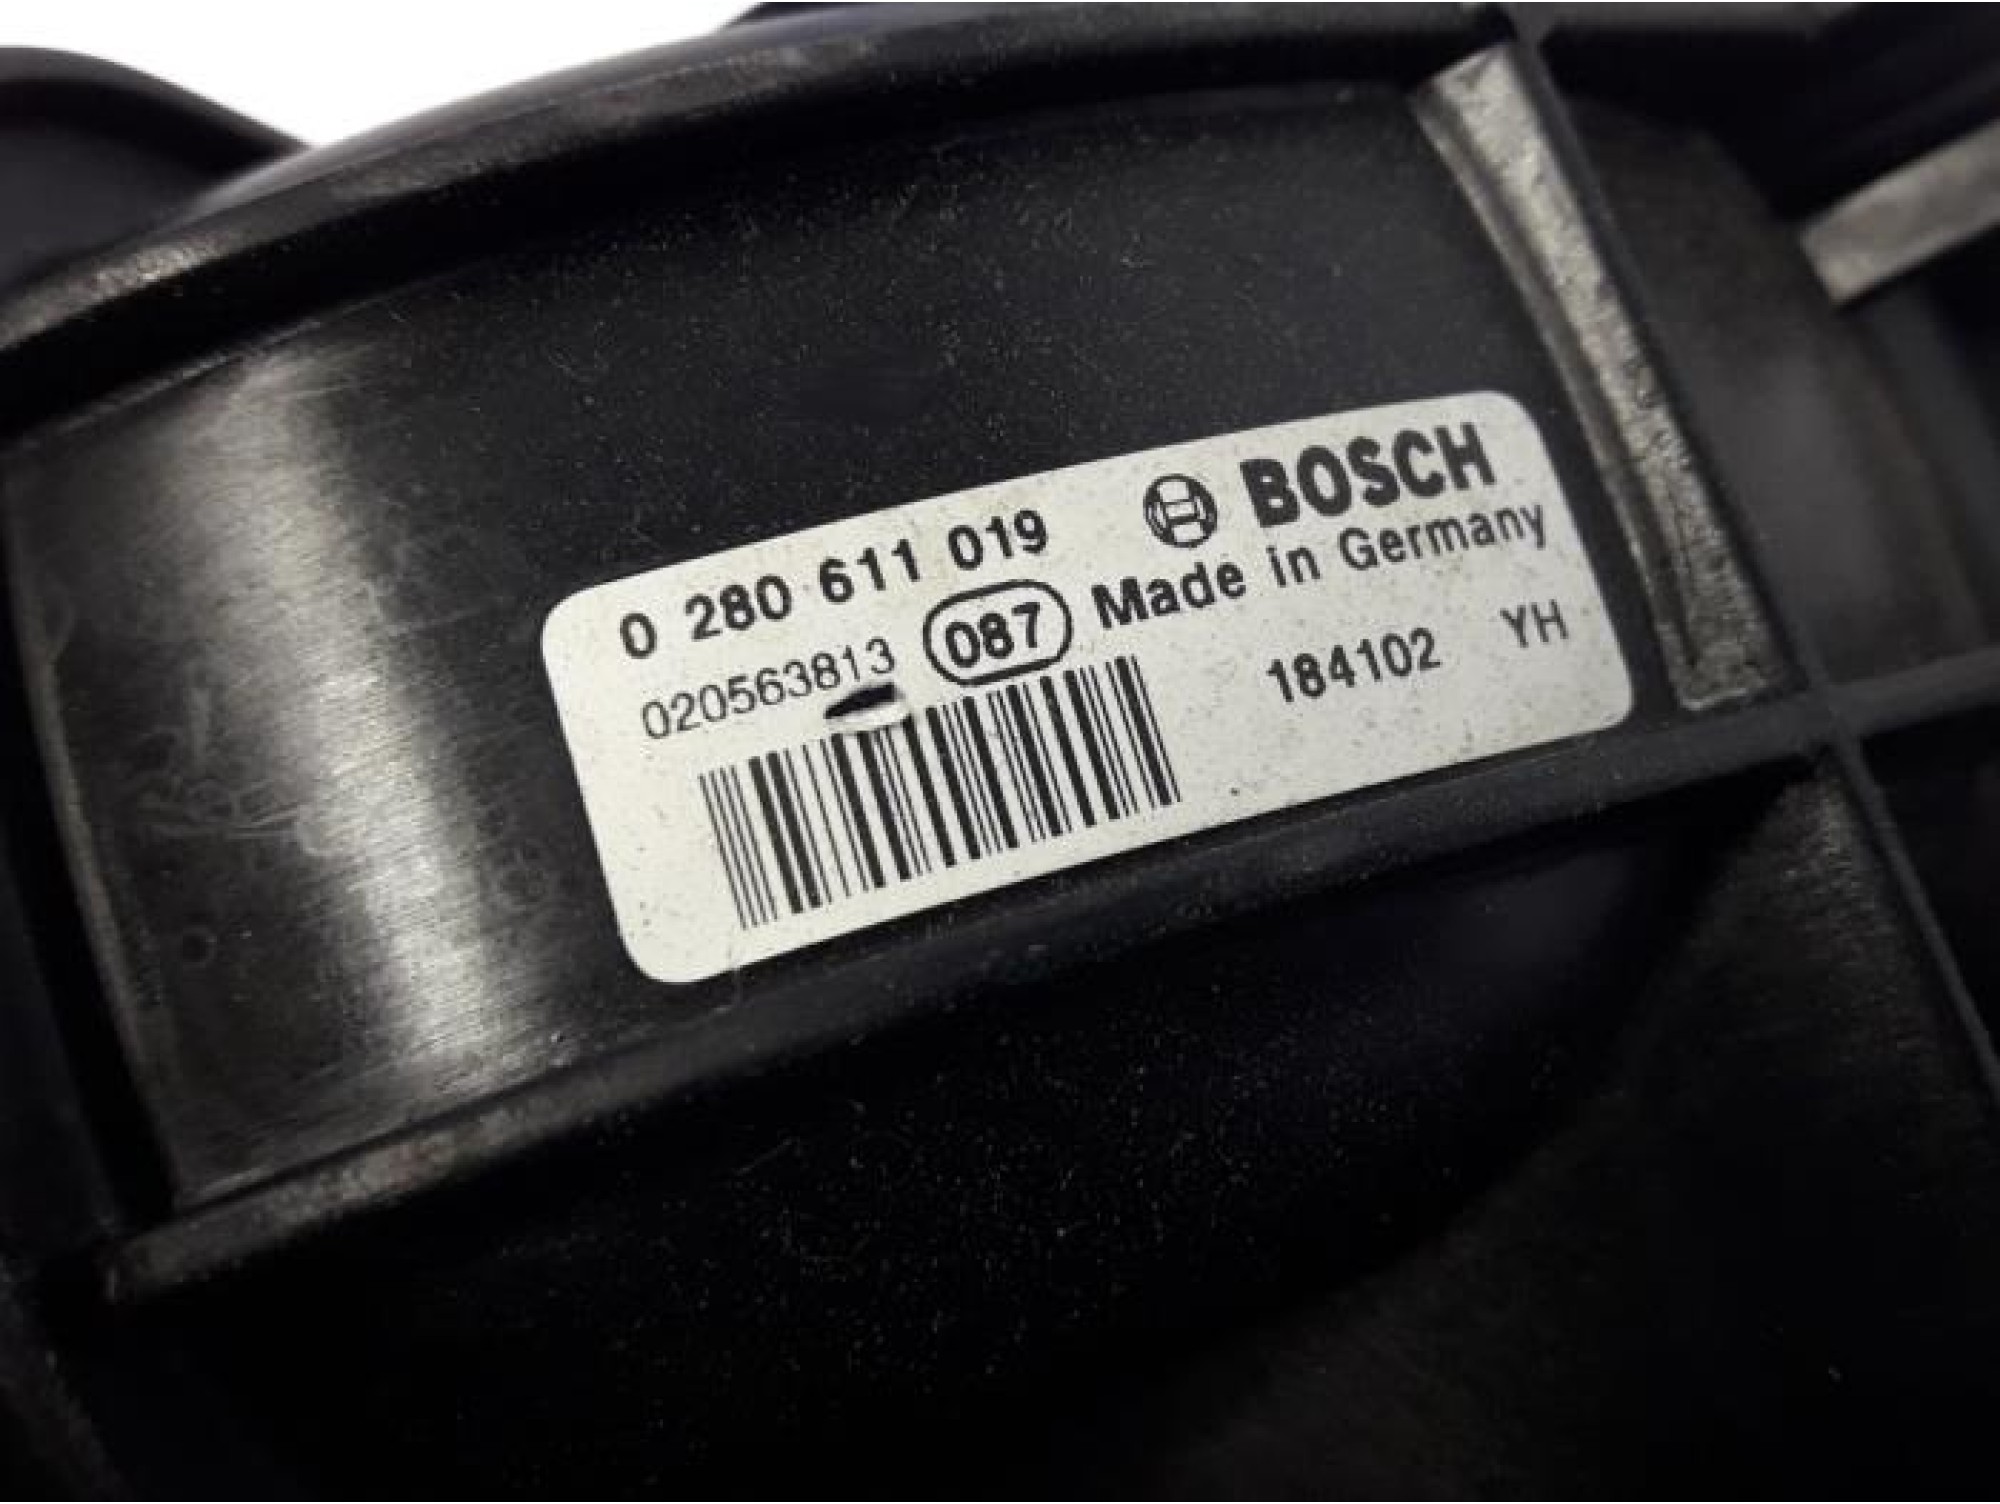 0 280 611 019 BOSCH
020563813 087 Made in Germany
184102 YH